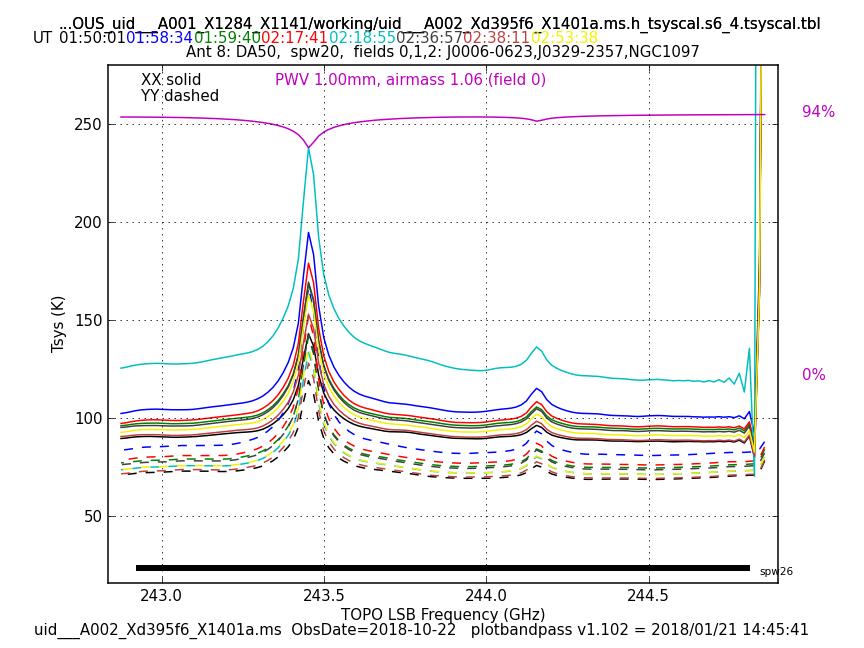 ...OUS_uid___A001_X1284_X1141/working/uid___A002_Xd395f6_X1401a.ms.h_tsyscal.s6_4.tsyscal.tbl
UT 01:50:01 01:58:34 01:59:40 02:17:41 02:18:55 02:36:57 02:38:11 02:53:38
Ant 8: DA50,  spw20,  fields 0,1,2: J0006-0623,J0329-2357,NGC1097
XX solid
PWV 1.00mm, airmass 1.06 (field 0)
YY dashed
94%
250
200
150
0%
100
50
Tsys (K)
spw26
243.0 243.5 244.0 244.5
TOPO LSB Frequency (GHz)
uid___A002_Xd395f6_X1401a.ms  ObsDate=2018-10-22   plotbandpass v1.102 = 2018/01/21 14:45:41